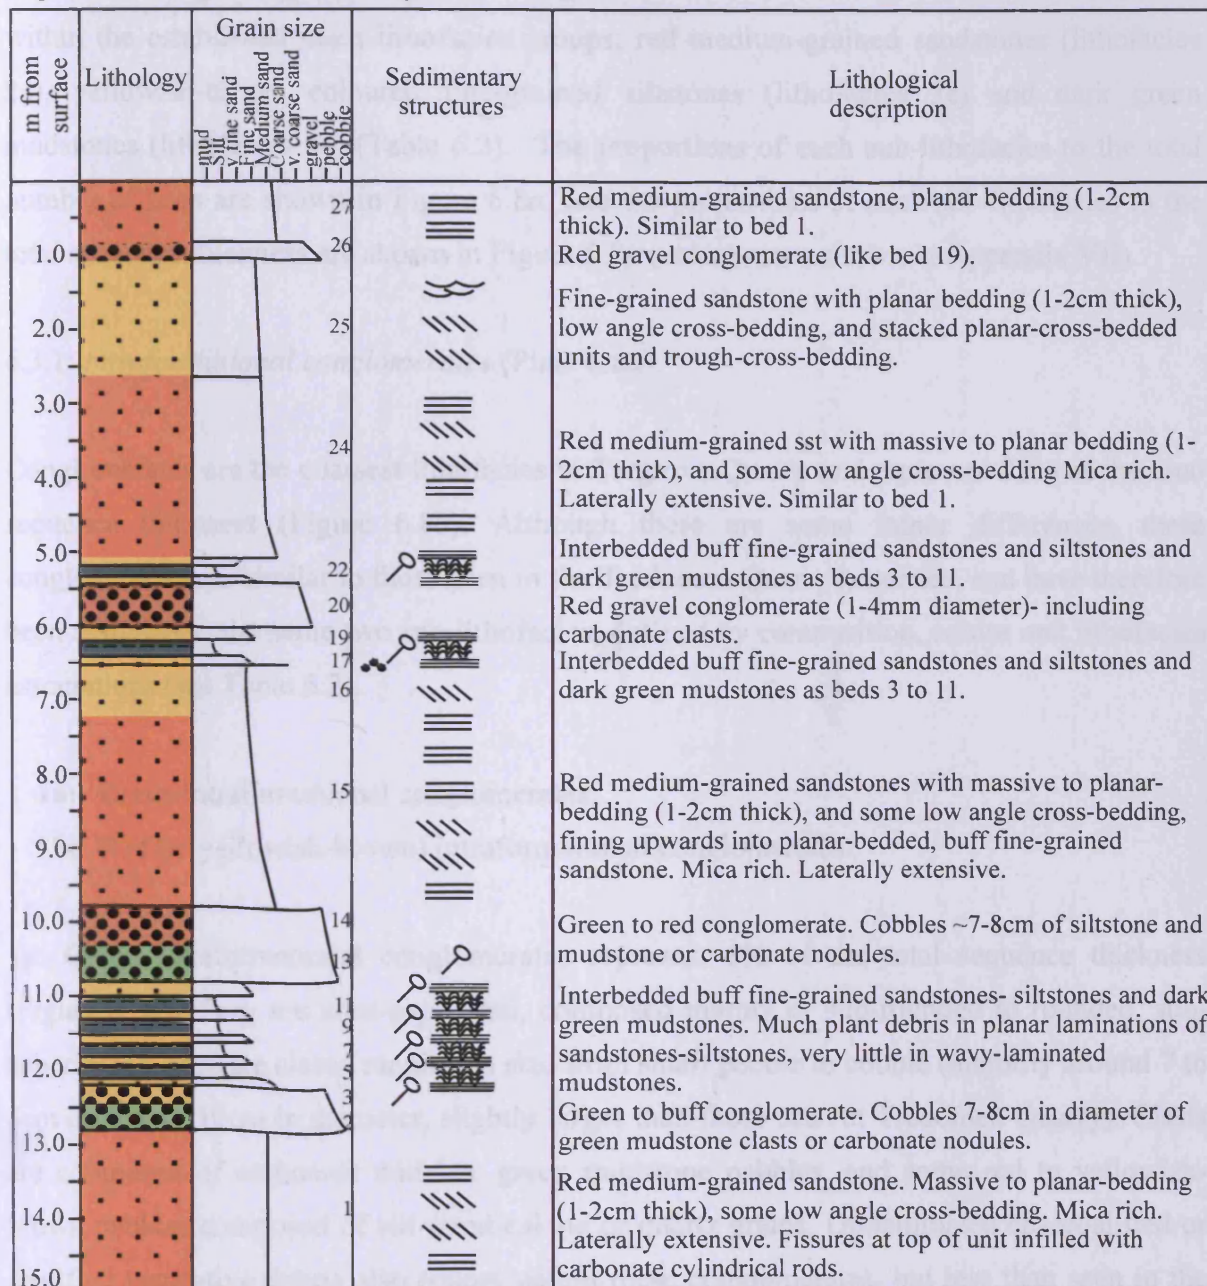 m from surface
Lithology
Grain size
mud
Silt
v. fine sand
Fine sand
Medium sand
Coarse sand
v. coarse sand
gravel
pebble
cobble
Sedimentary
structures
Lithological
description
1.0
2.0
3.0
4.0
5.0
6.0
7.0
8.0
9.0
10.0
11.0
12.0
13.0
14.0
15.0
27
26
25
24
22
20
19
17
16
15
14
13
11
9
3
1
Red medium-grained sandstone, planar bedding (1-2cm
thick). Similar to bed 1.
Red gravel conglomerate (like bed 19).
Fine-grained sandstone with planar bedding (1-2cm thick),
low angle cross-bedding, and stacked planar-cross-bedded
units and trough-cross-bedding.
Red medium-grained sst with massive to planar bedding (1-
2cm thick), and some low angle cross-bedding Mica rich.
Laterally extensive. Similar to bed 1.
Interbedded buff fine-grained sandstones and siltstones and
dark green mudstones as beds 3 to 11.
Red gravel conglomerate (1-4mm diameter)- including
carbonate clasts.
Interbedded buff fine-grained sandstones and siltstones and
dark green mudstones as beds 3 to 11.
Red medium-grained sandstones with massive to planar-
bedding (1-2cm thick), and some low angle cross-bedding,
fining upwards into planar-bedded, buff fine-grained
sandstone. Mica rich. Laterally extensive.
Green to red conglomerate. Cobbles ~7-8cm of siltstone and
mudstone or carbonate nodules.
Interbedded buff fine-grained sandstones- siltstones and dark
green mudstones. Much plant debris in planar laminations of
sandstones-siltstones, very little in wavy-laminated
mudstones.
Green to buff conglomerate. Cobbles 7-8cm in diameter of
green mudstone clasts or carbonate nodules.
Red medium-grained sandstone. Massive to planar-bedding
(1-2cm thick), some low angle cross-bedding. Mica rich.
Laterally extensive. Fissures at top of unit infilled with
carbonate cylindrical rods.